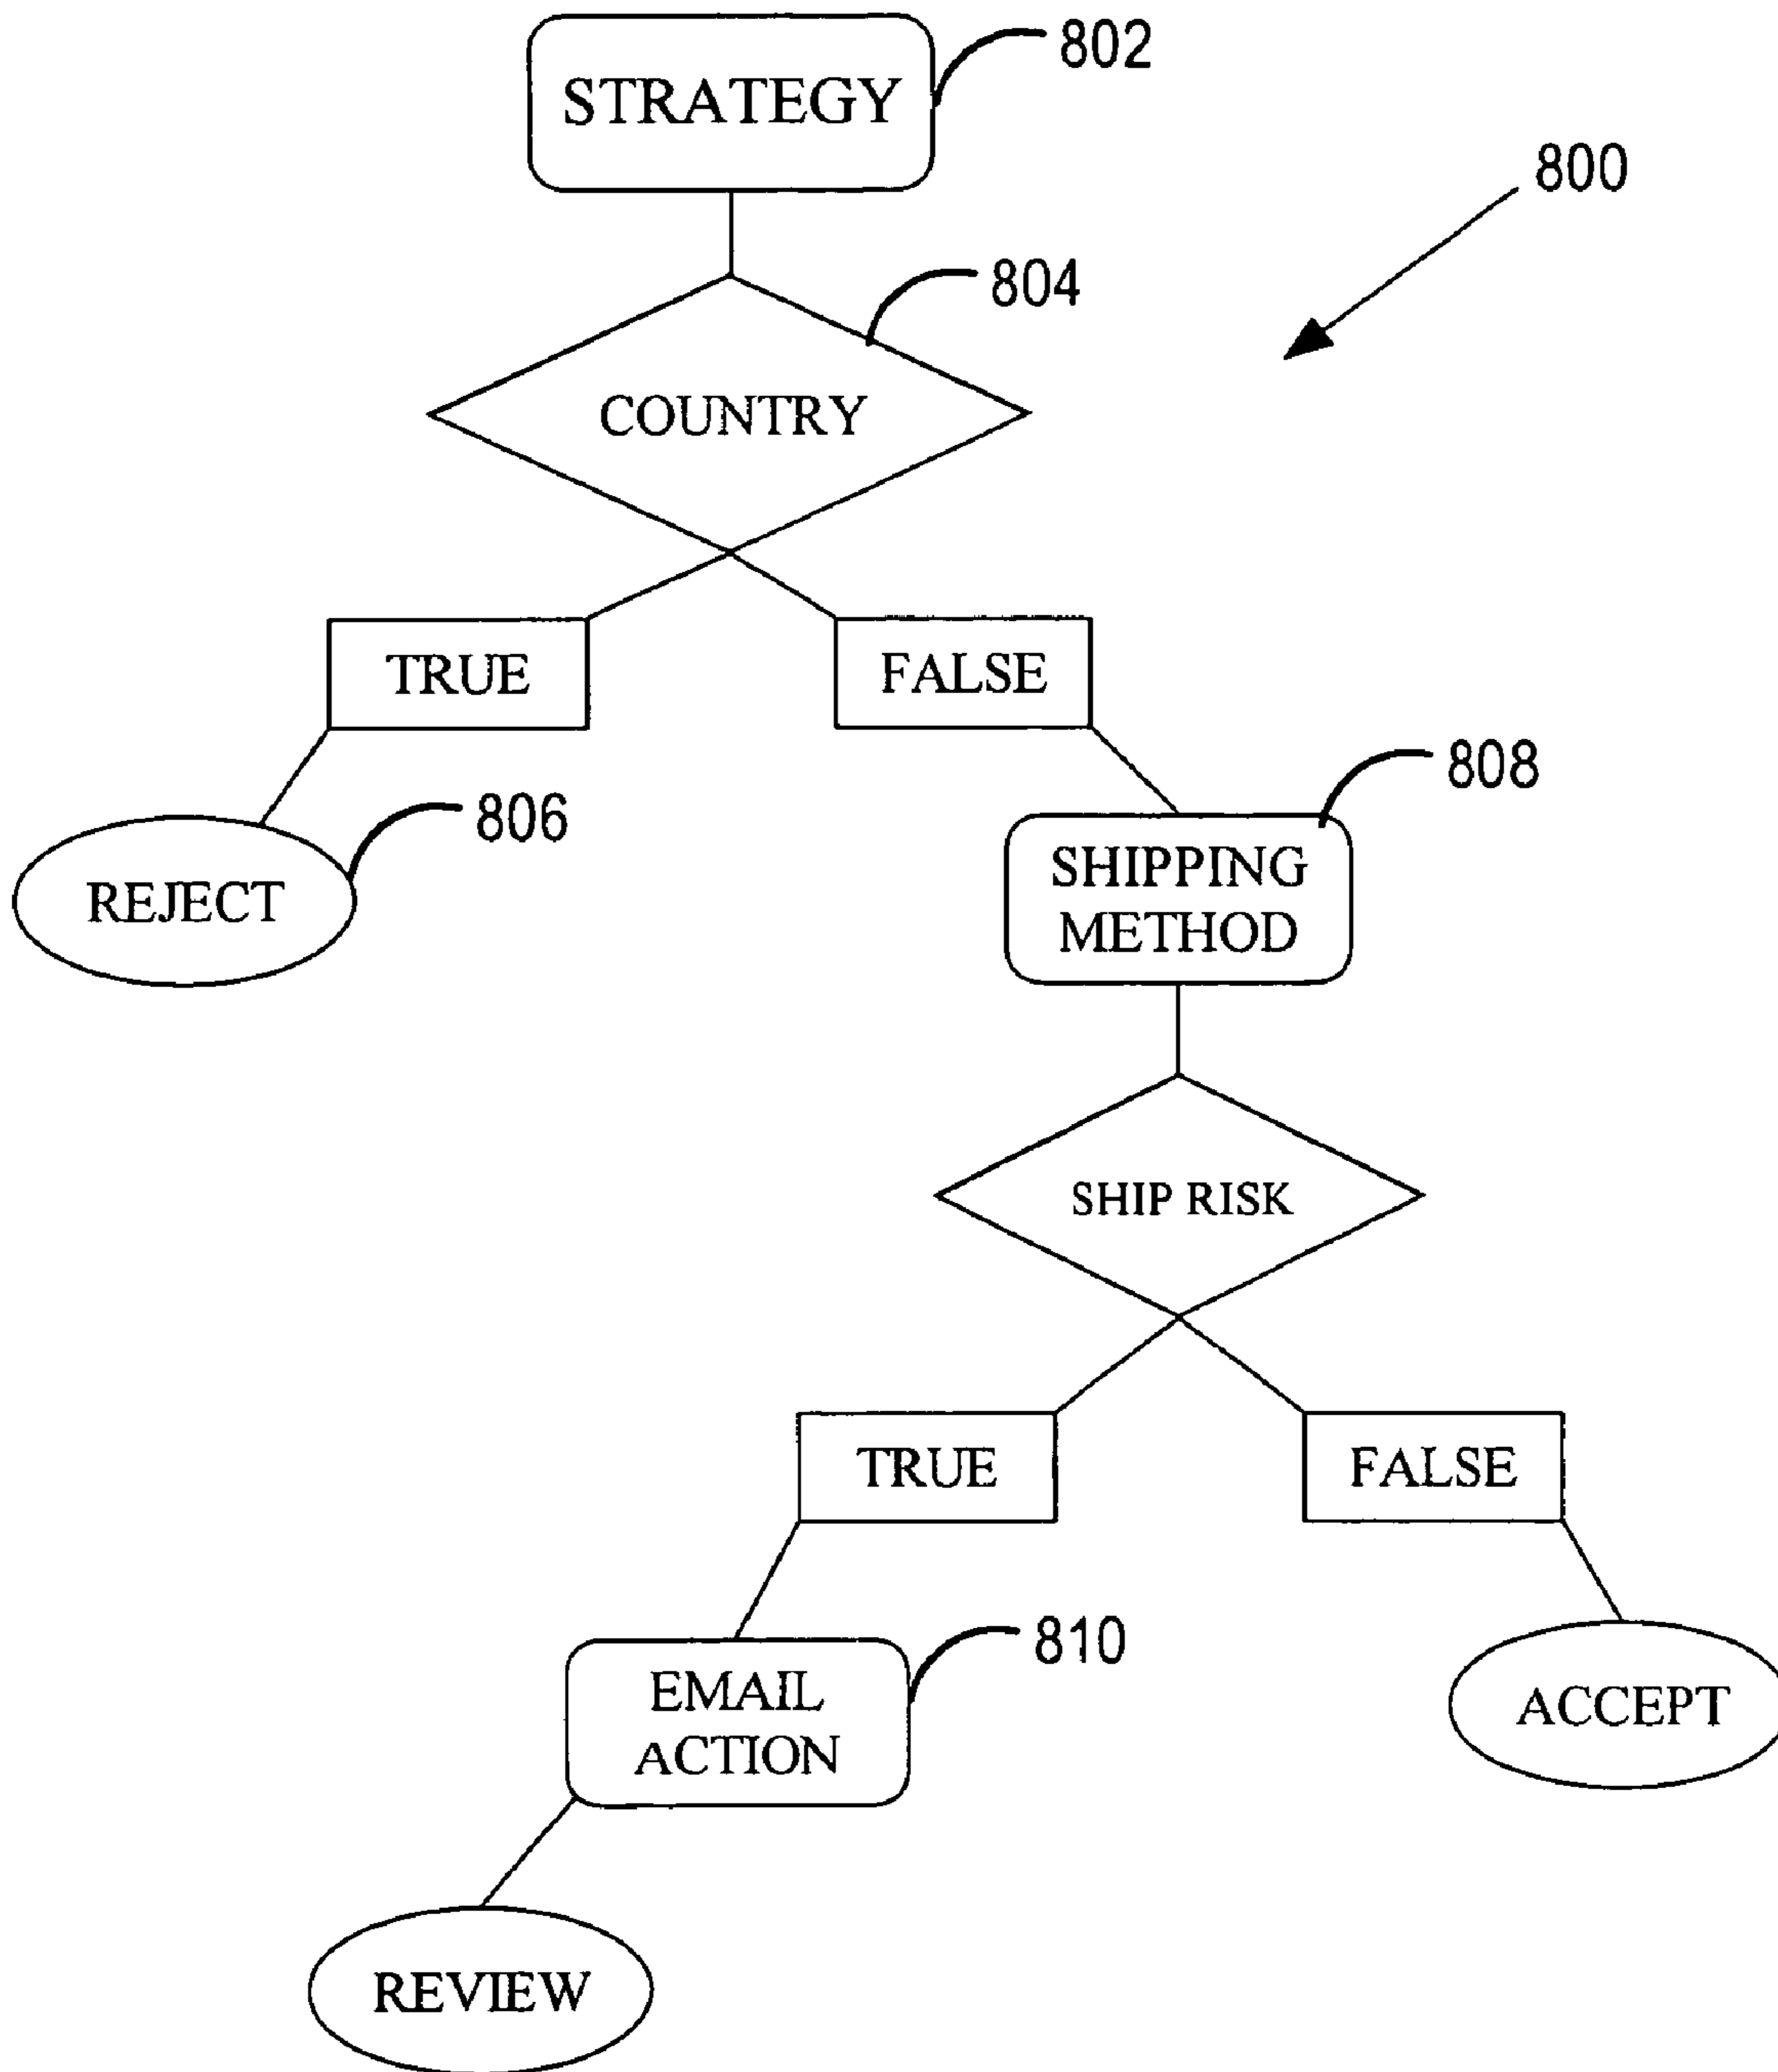 802
STRATEGY
800
804
COUNTRY
TRUE
FALSE
808
806
REJECT
SHIPPING
METHOD
SHIP RISK
TRUE
FALSE
810
EMAIL
ACTION
ACCEPT
REVIEW